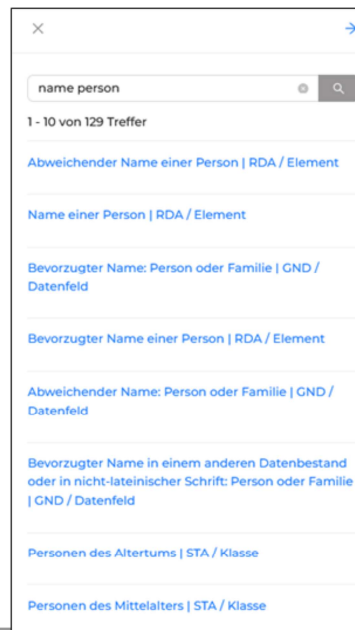 name person
1 - 10 von 129 Treffer
Abweichender Name einer Person | RDA / Element
Name einer Person | RDA / Element
Bevorzugter Name: Person oder Familie | GND /
Datenfeld
Bevorzugter Name einer Person | RDA / Element
Abweichender Name: Person oder Familie | GND /
Datenfeld
Bevorzugter Name in einem anderen Datenbestand
oder in nicht-lateinischer Schrift: Person oder Familie
| GND / Datenfeld
Personen des Altertums | STA / Klasse
Personen des Mittelalters | STA / Klasse